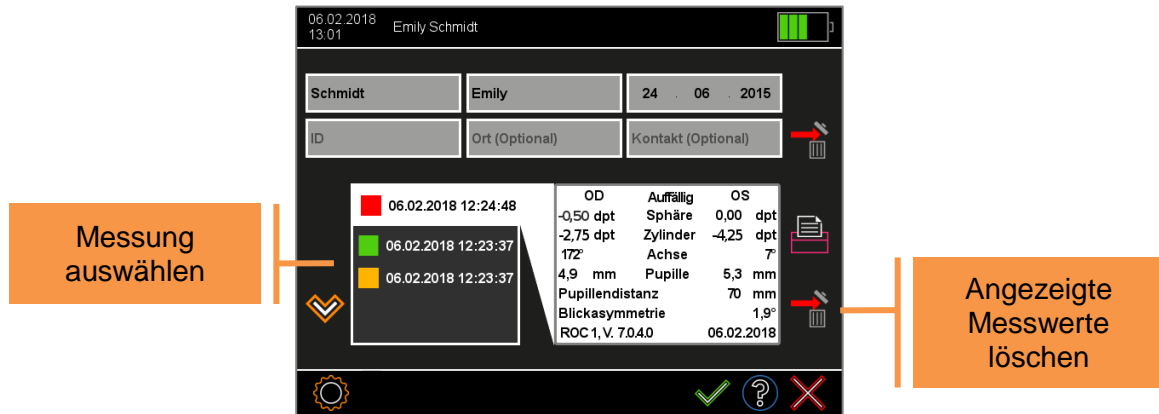 06.02.2018
13:01
Emily Schmidt
Schmidt Emily 24 . 06 . 2015
ID Ort (Optional) Kontakt (Optional)
Messung
auswählen
06.02.2018 12:24:48
06.02.2018 12:23:37
06.02.2018 12:23:37
OD Auffällig OS
-0,50 dpt Sphäre 0,00 dpt
-2,75 dpt Zylinder -4,25 dpt
172° Achse 7°
4,9 mm Pupille 5,3 mm
Pupillendistanz 70 mm
Blickasymmetrie 1,9°
ROC 1, V. 7.0.4.0 06.02.2018
Angezeigte
Messwerte
löschen
?